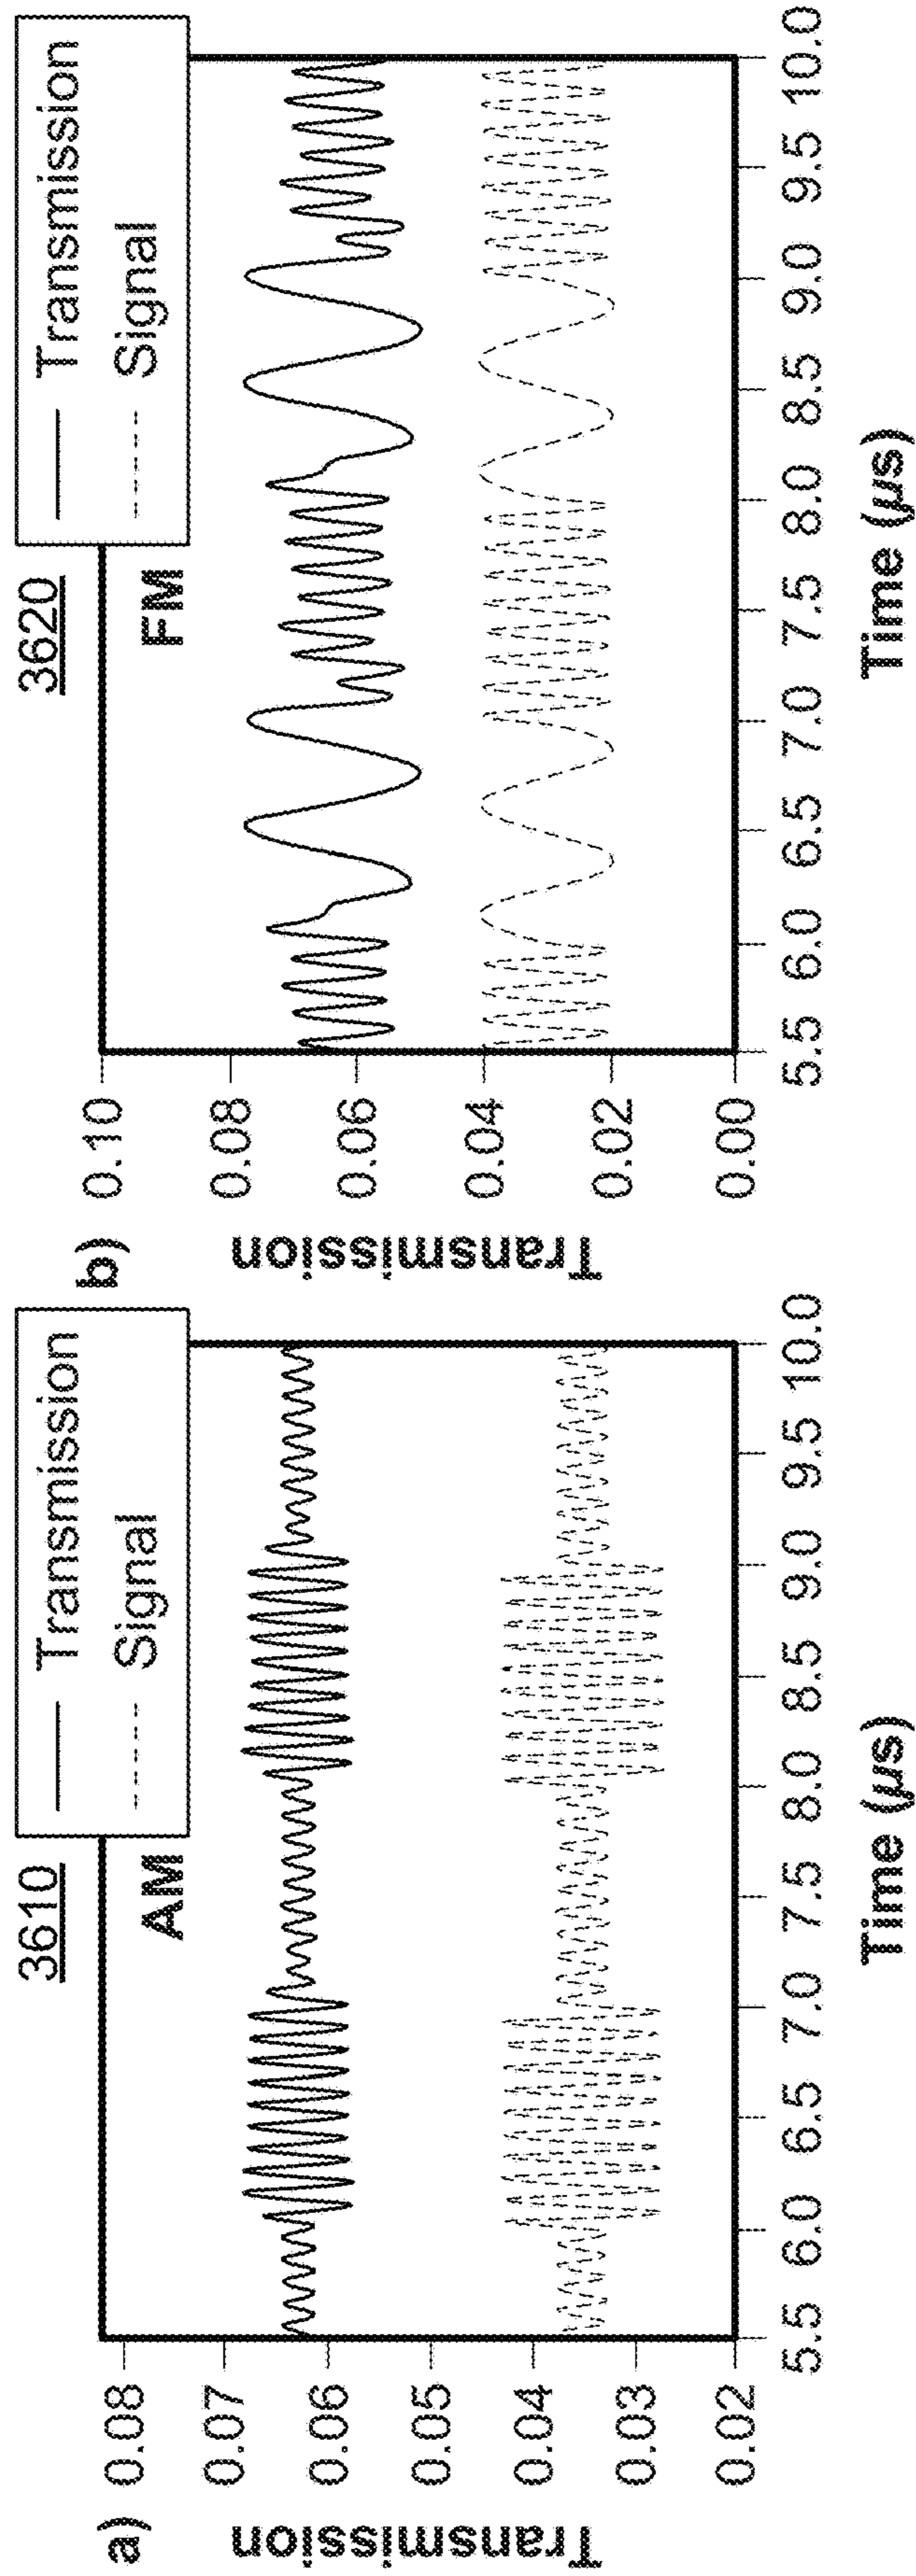 a)
3610
Transmission
Signal
AM
Transmission
0.08
0.07
0.06
0.05
0.04
0.03
0.02
5.5 6.0 6.5 7.0 7.5 8.0 8.5 9.0 9.5 10.0
Time (µs)
b)
3620
Transmission
Signal
FM
Transmission
0.10
0.08
0.06
0.04
0.02
0.00
5.5 6.0 6.5 7.0 7.5 8.0 8.5 9.0 9.5 10.0
Time (µs)